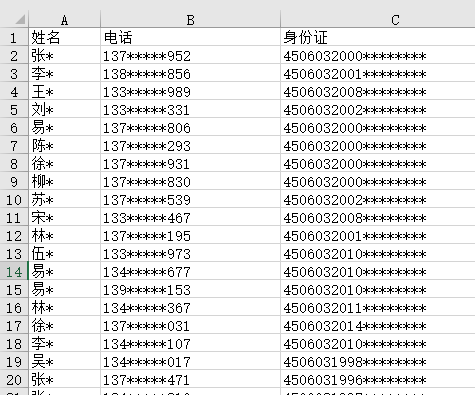 A B C
1 姓名 电话 身份证
2 张* 137*****952 4506032000********
3 李* 138*****856 4506032001********
4 王* 133*****989 4506032008********
5 刘* 133*****331 4506032002********
6 易* 137*****806 4506032000********
7 陈* 137*****293 4506032000********
8 徐* 137*****931 4506032000********
9 柳* 137*****830 4506032000********
10 苏* 137*****539 4506032002********
11 宋* 133*****467 4506032008********
12 林* 137*****195 4506032001********
13 伍* 133*****973 4506032010********
14 易* 134*****677 4506032010********
15 易* 139*****153 4506032010********
16 林* 134*****367 4506032011********
17 徐* 137*****031 4506032014********
18 李* 134*****107 4506032010********
19 吴* 134*****017 4506031998********
20 张* 137*****471 4506031996********